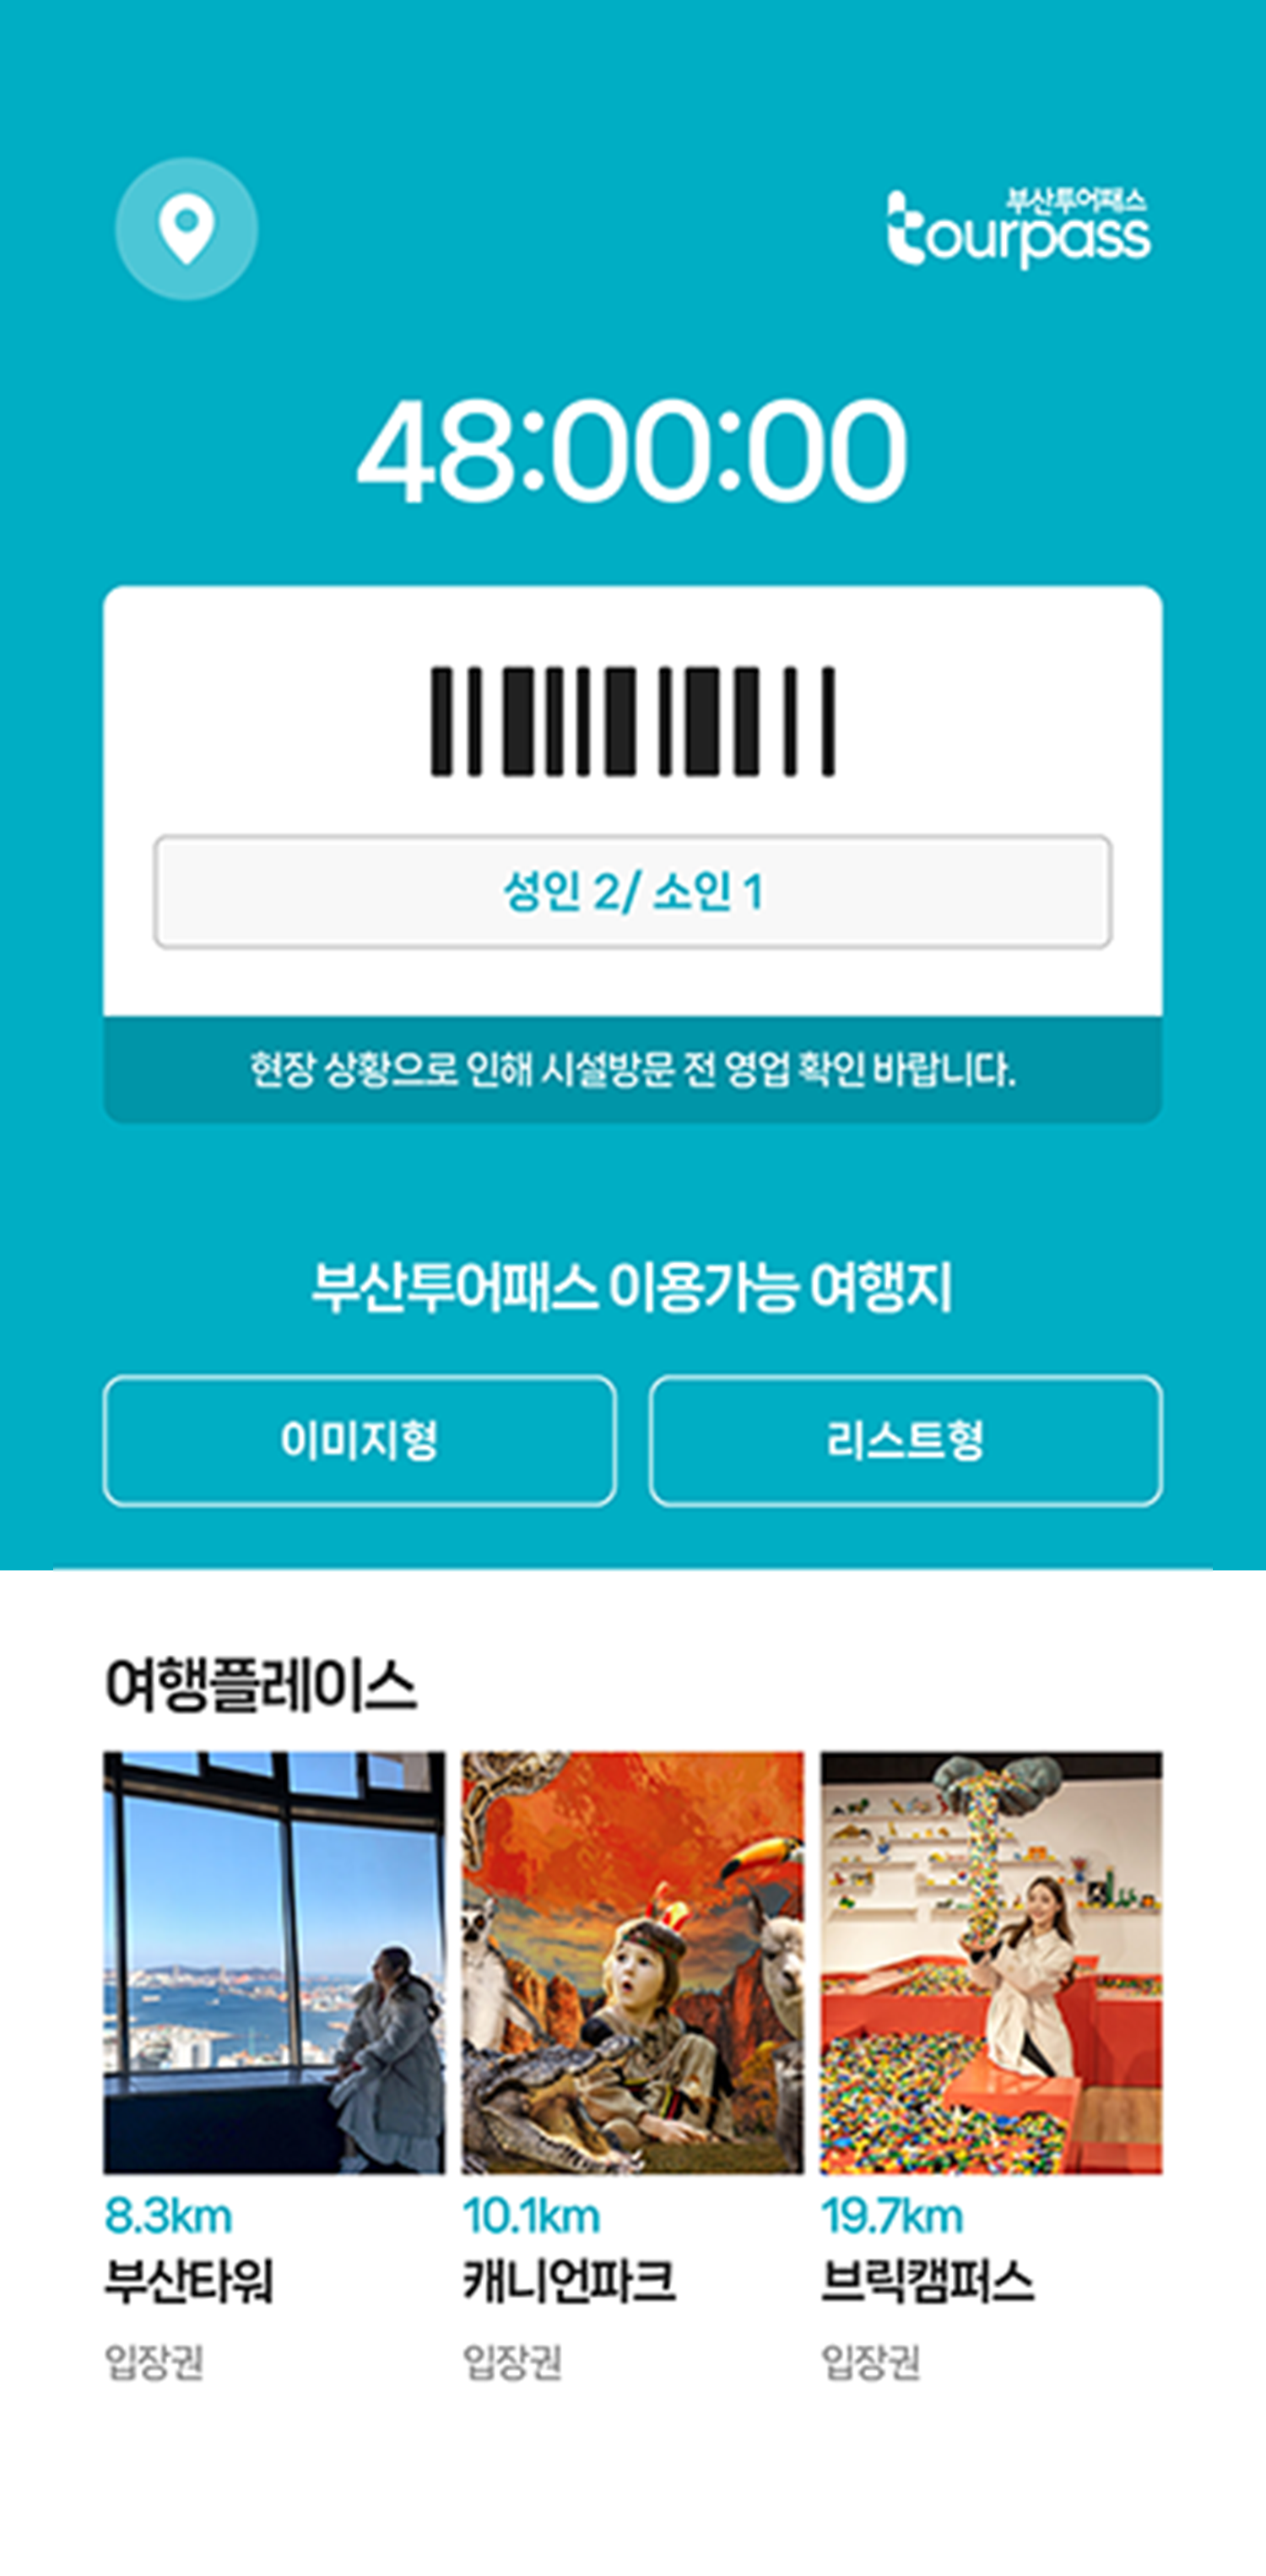 부산투어패스
tourpass
48:00:00
성인 2/ 소인 1
현장 상황으로 인해 시설방문 전 영업 확인 바랍니다.
부산투어패스 이용가능 여행지
이미지형
리스트형
여행플레이스
8.3km
부산타워
입장권
10.1km
캐니언파크
입장권
19.7km
브릭캠퍼스
입장권